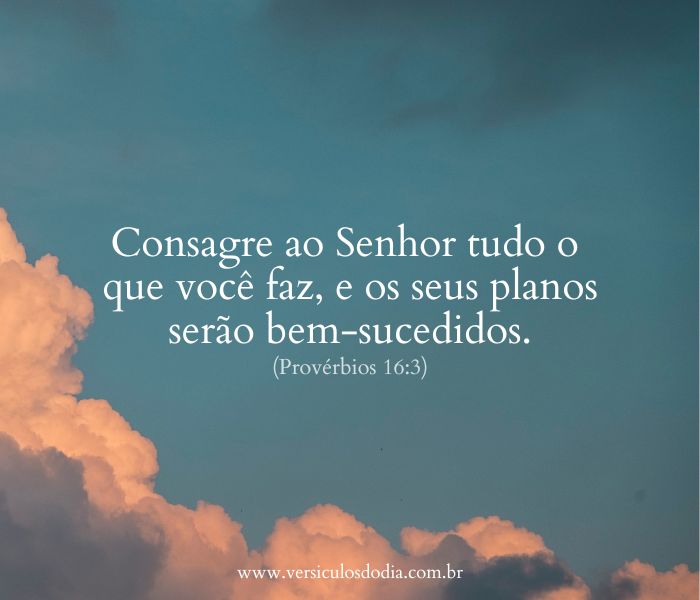 Consagre ao Senhor tudo o
que você faz, e os seus planos
serão bem-sucedidos.
(Provérbios 16:3)
www.versiculosdodia.com.br